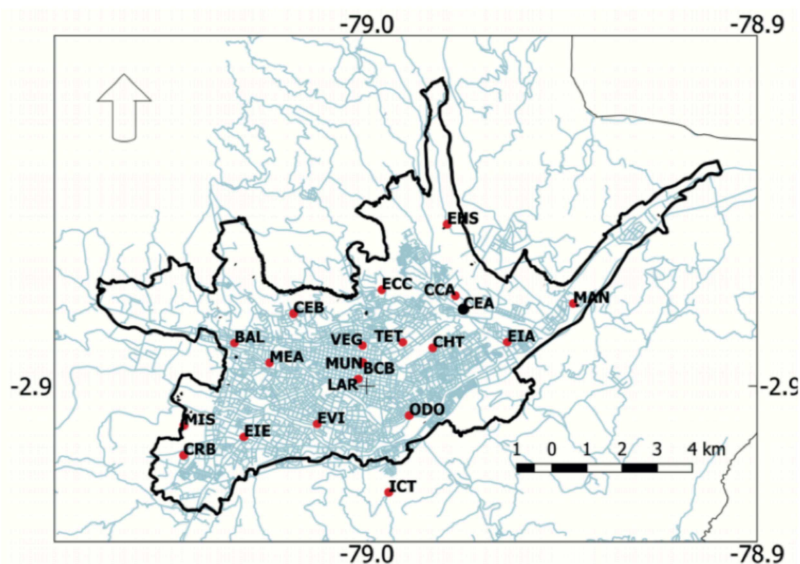 -79.0 -78.9
ENS
ECC CCA CEA MAN
CEB
BAL VEG TET CHT EIA
MEA MUN BCB
-2.9 LAR -2.9
MIS EIE EVI ODO
CRB 1 0 1 2 3 4 km
ICT
-79.0 -78.9